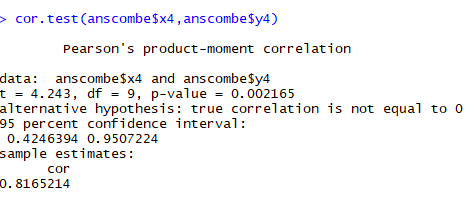 > cor.test(anscombe$x4,anscombe$y4)
Pearson's product-moment correlation
data: anscombe$x4 and anscombe$y4
t = 4.243, df = 9, p-value = 0.002165
alternative hypothesis: true correlation is not equal to 0
95 percent confidence interval:
0.4246394 0.9507224
sample estimates:
cor
0.8165214